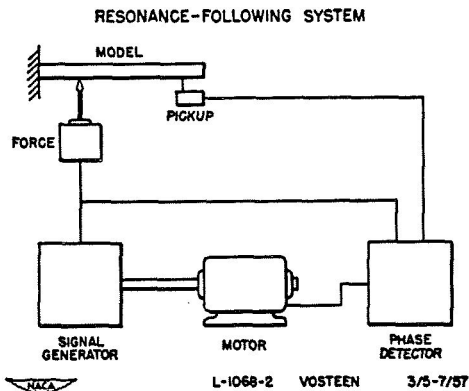 RESONANCE-FOLLOWING SYSTEM
MODEL
PICKUP
FORCE
SIGNAL
GENERATOR
MOTOR
PHASE
DETECTOR
NACA
L-1068-2 VOSTEEN 3/5-7/57